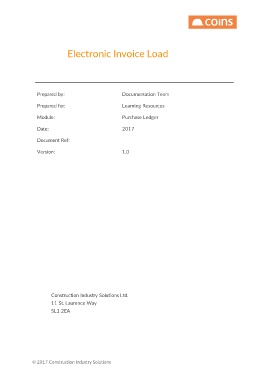 coins
Electronic Invoice Load
Prepared by: Documentation Team
Prepared for: Learning Resources
Module: Purchase Ledger
Date: 2017
Document Ref:
Version: 1.0
Construction Industry Solutions Ltd.
11 St. Laurence Way
SL1 2EA
© 2017 Construction Industry Solutions